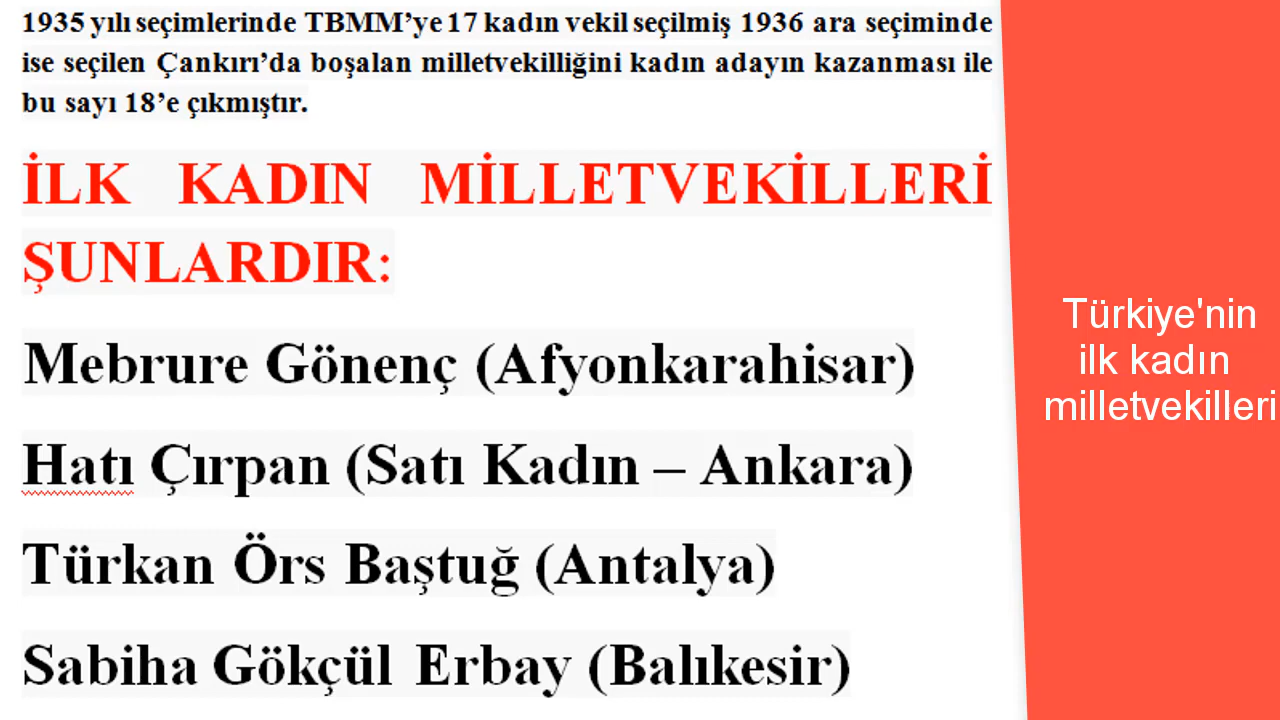 1935 yılı seçimlerinde TBMM’ye 17 kadın vekil seçilmiş 1936 ara seçiminde
ise seçilen Çankırı’da boşalan milletvekilliğini kadın adayın kazanması ile
bu sayı 18’e çıkmıştır.
İLK KADIN MİLLETVEKİLLERİ
ŞUNLARDIR:
Mebrure Gönenç (Afyonkarahisar)
Hatı Çırpan (Satı Kadın – Ankara)
Türkan Örs Baştuğ (Antalya)
Sabiha Gökçül Erbay (Balıkesir)
Türkiye'nin
ilk kadın
milletvekilleri